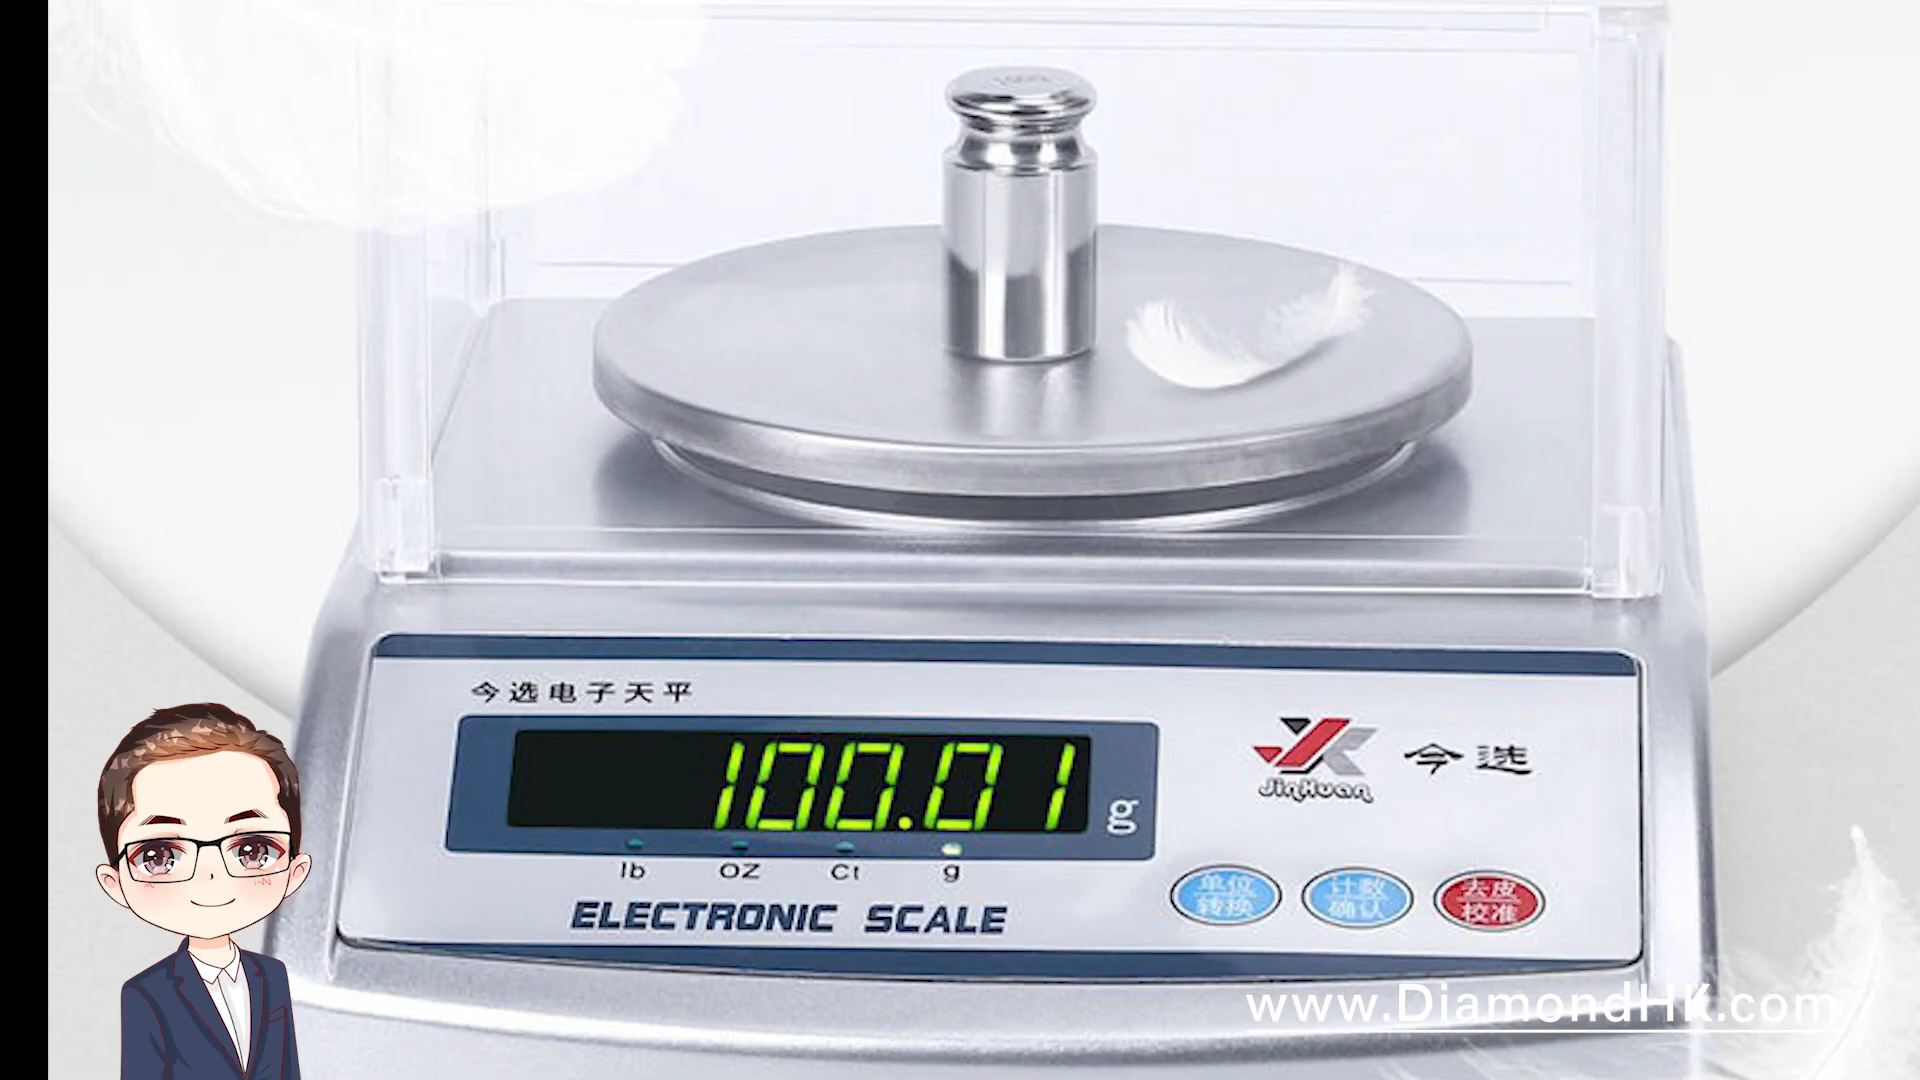 100g
今选电子天平
100.01 g
lb OZ Ct g
ELECTRONIC SCALE
JinXuan 今选
单位
转换
计数
确认
去皮
校准
www.DiamondHK.com